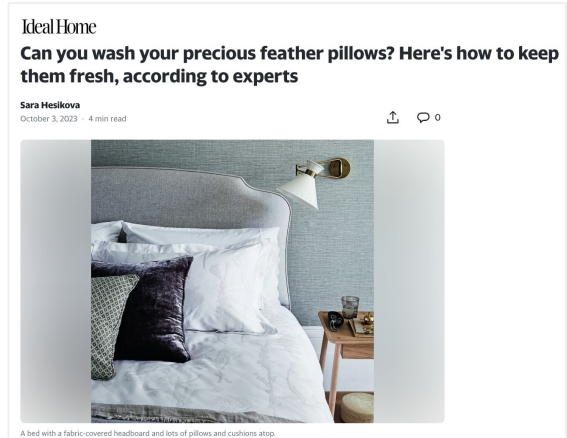 Ideal Home
Can you wash your precious feather pillows? Here's how to keep
them fresh, according to experts
Sara Hesikova
October 3, 2023 · 4 min read
0
A bed with a fabric-covered headboard and lots of pillows and cushions atop.